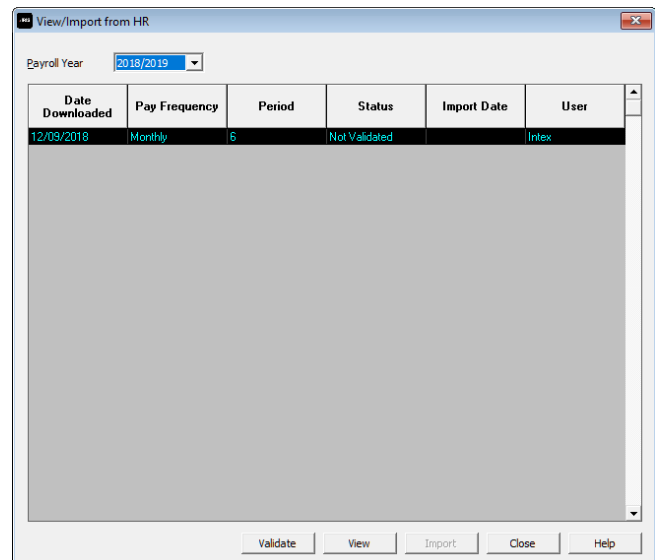 IRIS View/Import from HR
Payroll Year 2018/2019
Date Downloaded Pay Frequency Period Status Import Date User
12/09/2018 Monthly 6 Not Validated Intex
Validate View Import Close Help